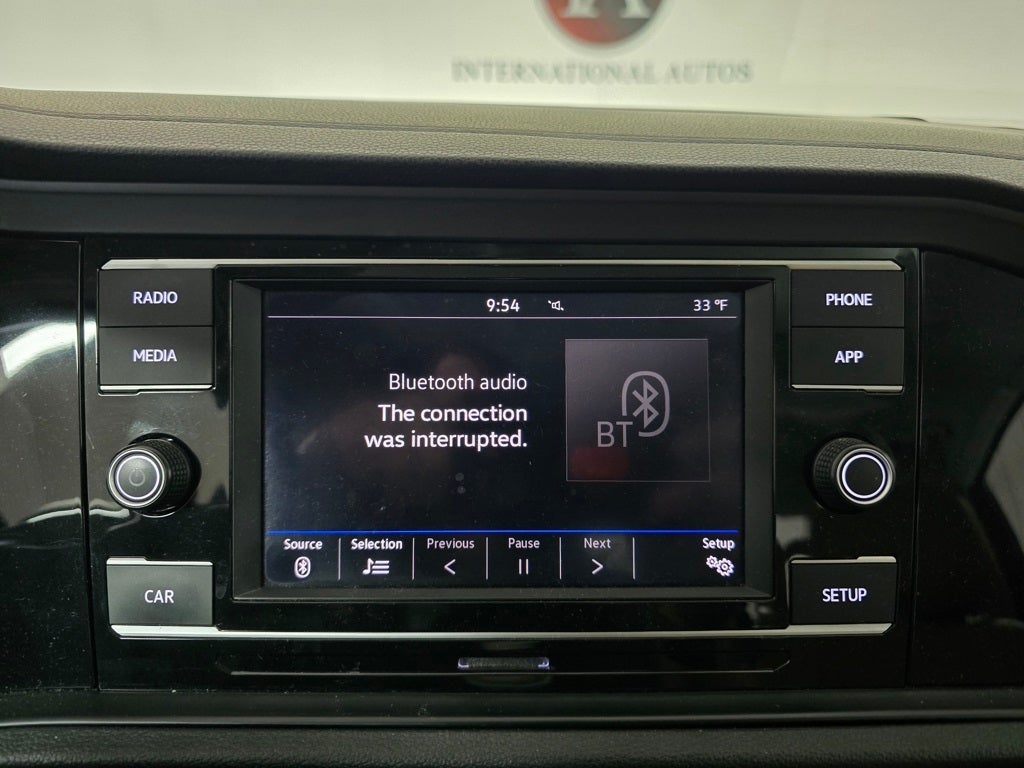 INTERNATIONAL AUTOS
RADIO
MEDIA
CAR
9:54
33 °F
Bluetooth audio
The connection
was interrupted.
BT
Source
Selection
Previous
Pause
Next
Setup
PHONE
APP
SETUP